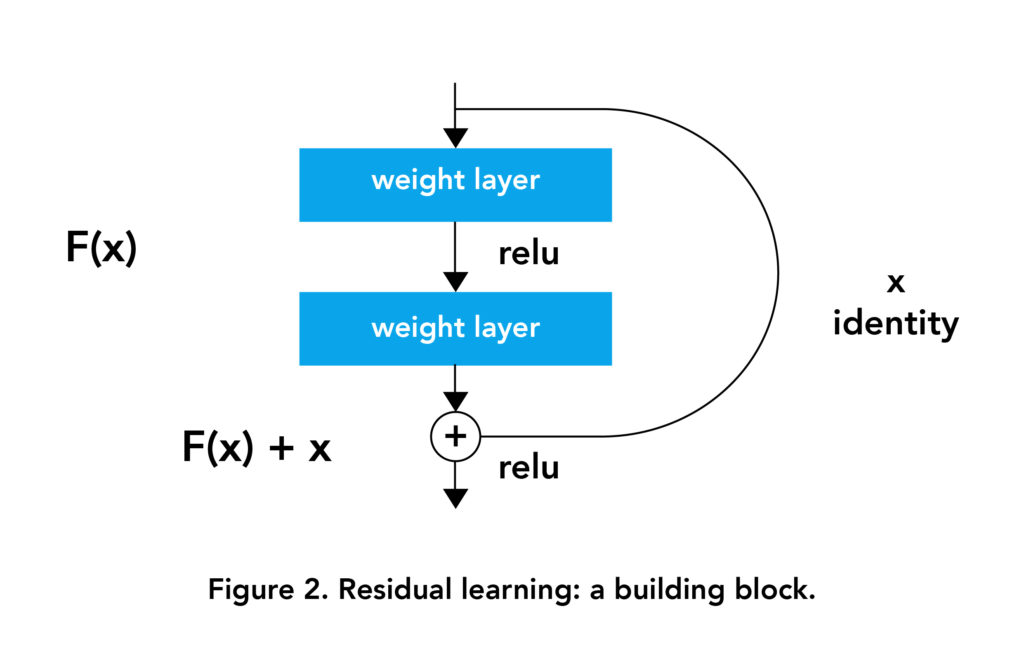 weight layer
F(x)
relu
x
identity
weight layer
F(x) + x
+
relu
Figure 2. Residual learning: a building block.